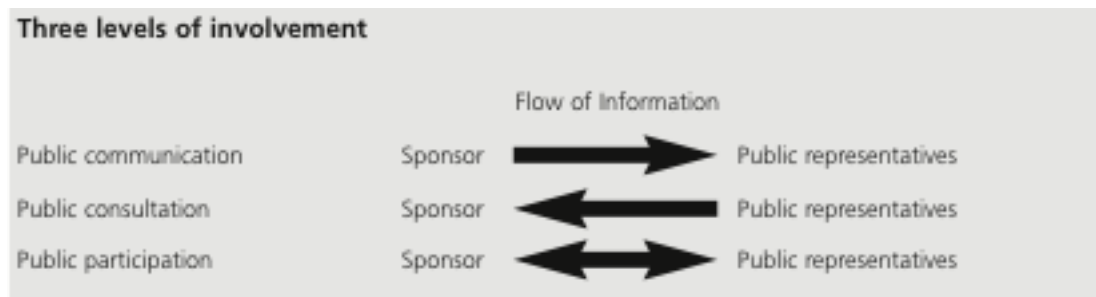 Three levels of involvement
Flow of Information
Public communication Sponsor Public representatives
Public consultation Sponsor Public representatives
Public participation Sponsor Public representatives